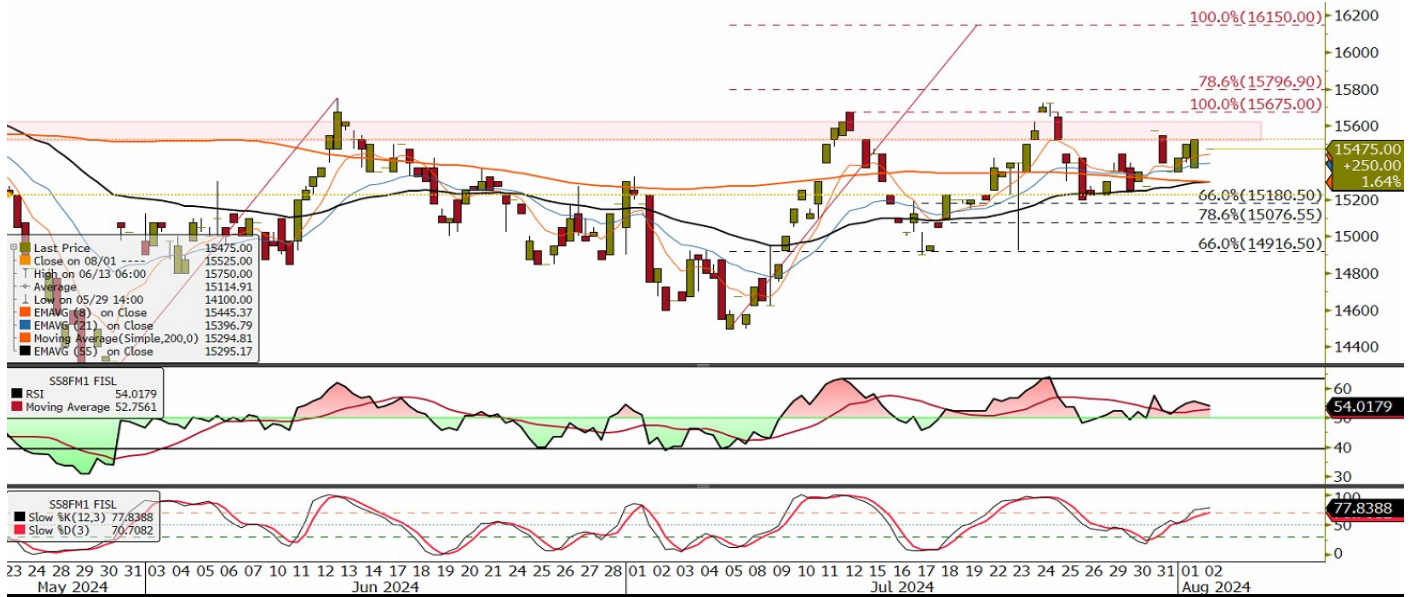 100.0%(16150.00)
78.6%(15796.90)
100.0%(15675.00)
66.0%(15180.50)
78.6%(15076.55)
66.0%(14916.50)
16200
16000
15800
15600
15475.00
+250.00
1.64%
15200
15000
14800
14600
14400
Last Price 15475.00
Close on 08/01 ---- 15525.00
High on 06/13 06:00 15750.00
Average 15114.91
Low on 05/29 14:00 14100.00
EMAVG (8) on Close 15445.37
EMAVG (21) on Close 15396.79
Moving Average(Simple,200,0) 15294.81
EMAVG (55) on Close 15295.17
S58FM1 FISL
RSI 54.0179
Moving Average 52.7561
60
54.0179
40
30
S58FM1 FISL
Slow %K(12,3) 77.8388
Slow %D(3) 70.7082
100
77.8388
50
0
23 24 28 29 30 31 03 04 05 06 07 10 11 12 13 14 17 18 19 20 21 24 25 26 27 28 01 02 03 04 05 08 09 10 11 12 15 16 17 18 19 22 23 24 25 26 29 30 31 01 02
May 2024 Jun 2024 Jul 2024 Aug 2024